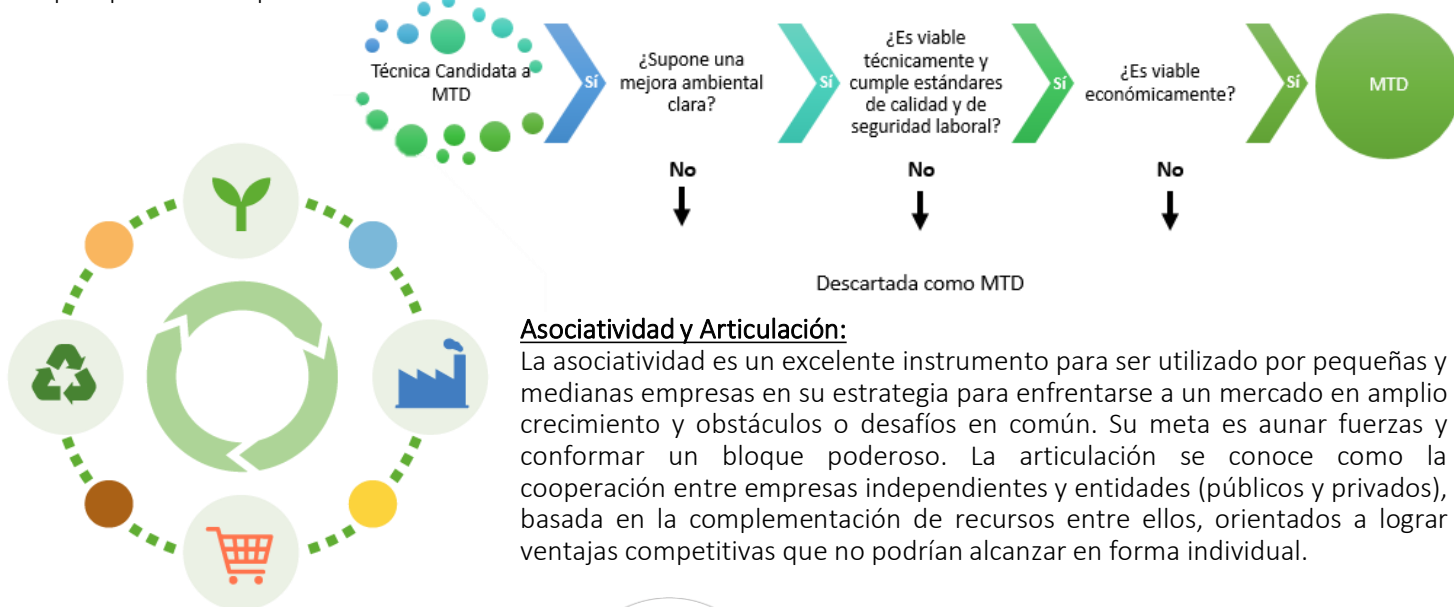 Técnica Candidata a
MTD
Sí
¿Supone una
mejora ambiental
clara?
Sí
¿Es viable
técnicamente y
cumple estándares
de calidad y de
seguridad laboral?
Sí
¿Es viable
económicamente?
Sí
MTD
No
No
No
Descartada como MTD
Asociatividad y Articulación:
La asociatividad es un excelente instrumento para ser utilizado por pequeñas y
medianas empresas en su estrategia para enfrentarse a un mercado en amplio
crecimiento y obstáculos o desafíos en común. Su meta es aunar fuerzas y
conformar un bloque poderoso. La articulación se conoce como la
cooperación entre empresas independientes y entidades (públicos y privados),
basada en la complementación de recursos entre ellos, orientados a lograr
ventajas competitivas que no podrían alcanzar en forma individual.